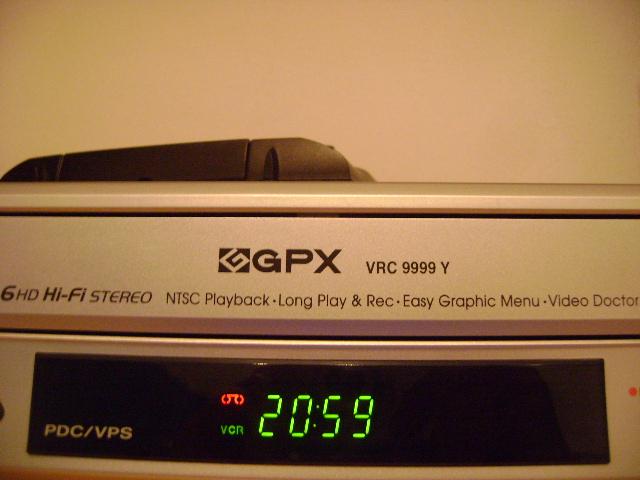 GPX VRC 9999 Y
6HD Hi-Fi STEREO NTSC Playback·Long Play & Rec·Easy Graphic Menu·Video Doctor
20:59
PDC/VPS VCR